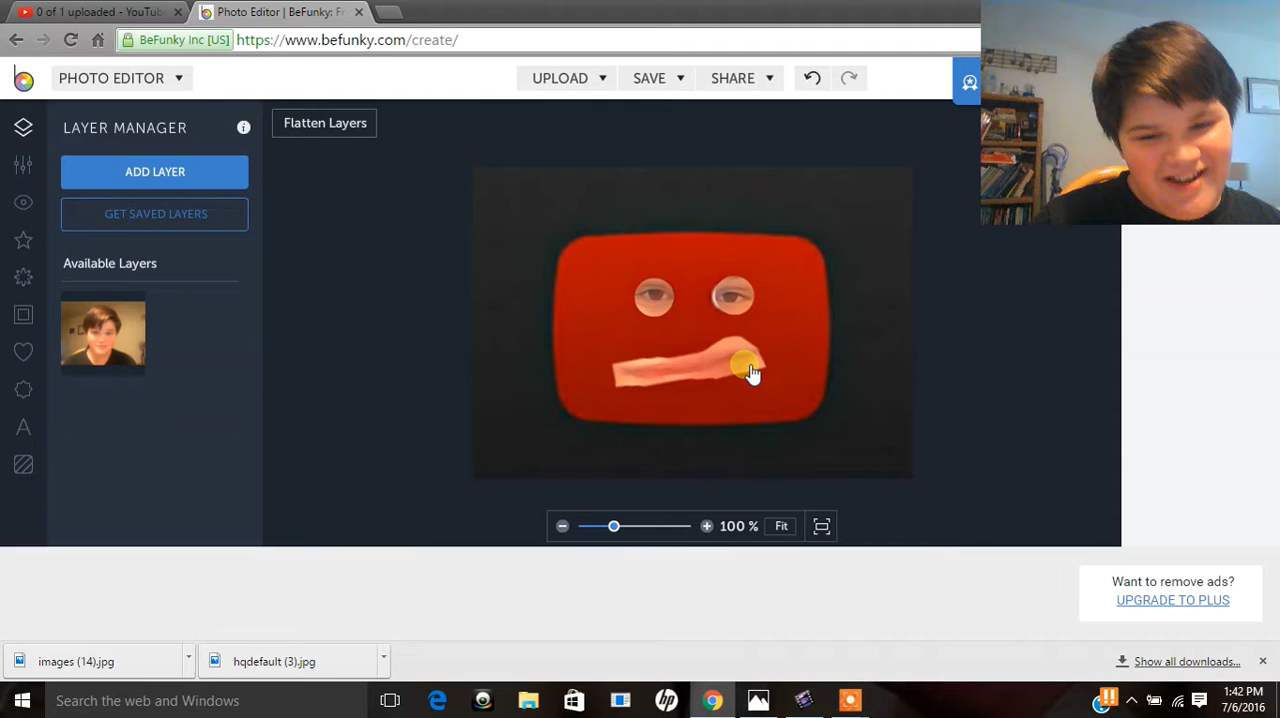 0 of 1 uploaded - YouTube
Photo Editor | BeFunky: F
BeFunky Inc [US] https://www.befunky.com/create/
PHOTO EDITOR
UPLOAD
SAVE
SHARE
LAYER MANAGER
Flatten Layers
ADD LAYER
GET SAVED LAYERS
Available Layers
100 %
Fit
Want to remove ads?
UPGRADE TO PLUS
images (14).jpg
hqdefault (3).jpg
Show all downloads...
Search the web and Windows
1:42 PM
7/6/2016